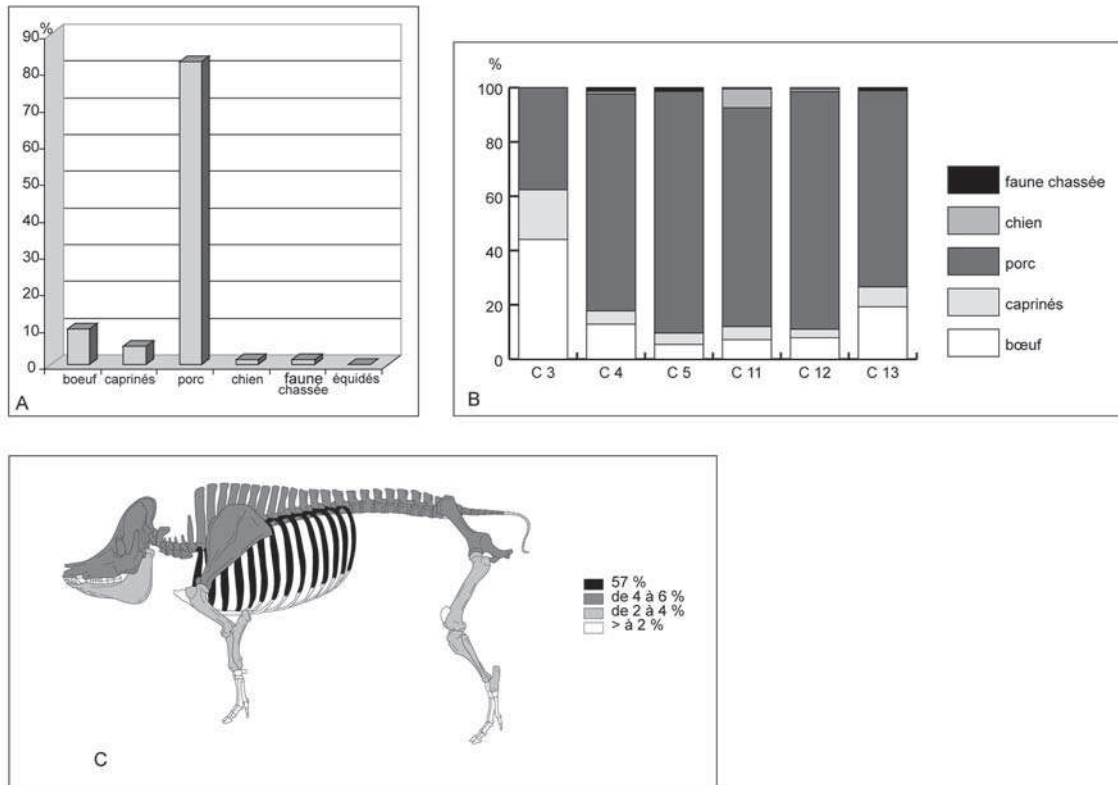 %
90
80
70
60
50
40
30
20
10
0
boeuf caprinés porc chien faune chassée équidés
A
%
100
80
60
40
20
0
C 3 C 4 C 5 C 11 C 12 C 13
B
faune chassée
chien
porc
caprinés
bœuf
57 %
de 4 à 6 %
de 2 à 4 %
> à 2 %
C